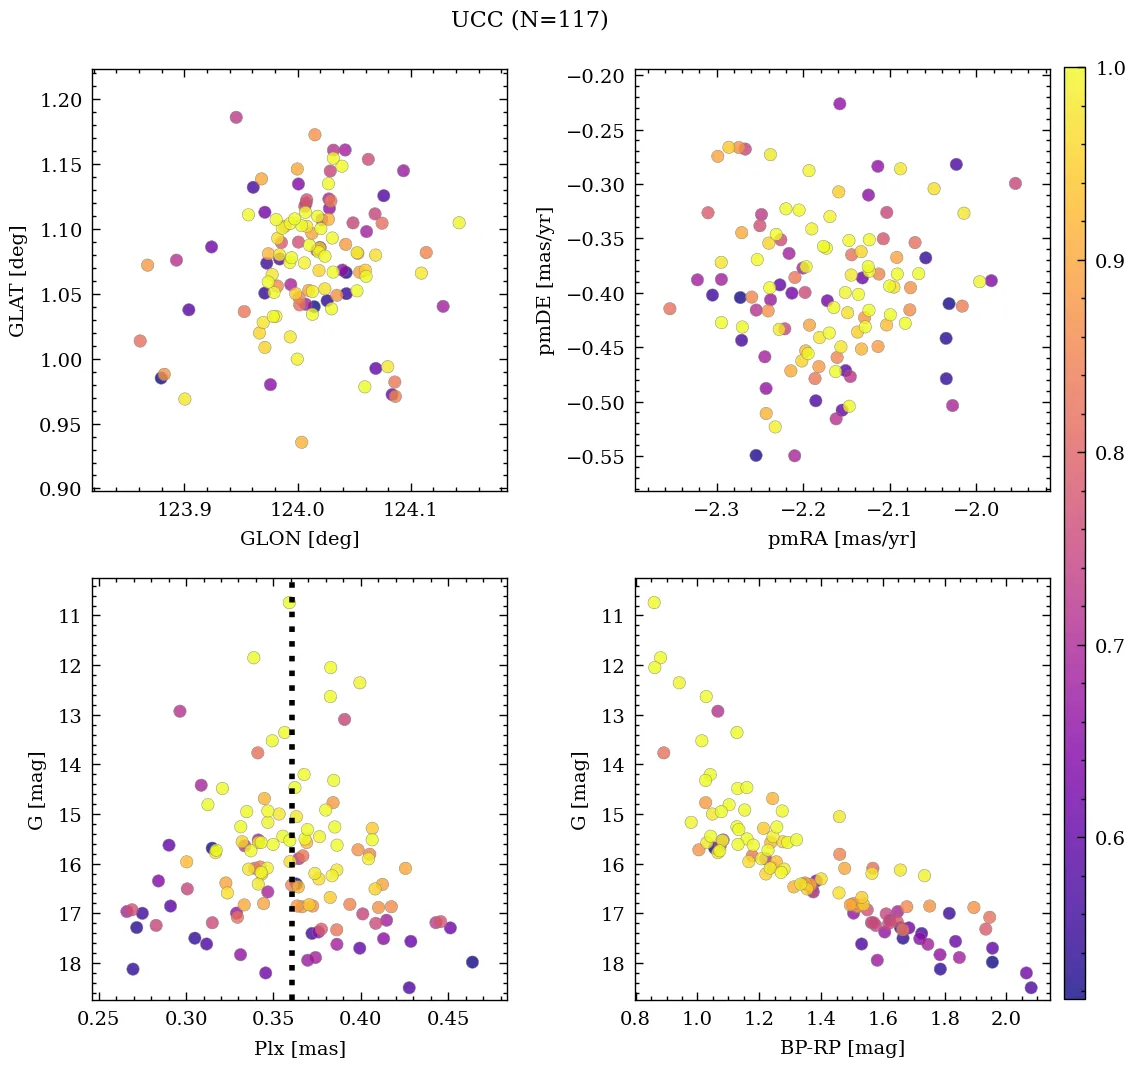 UCC (N=117)
1.20
1.15
1.10
1.05
1.00
0.95
0.90
GLAT [deg]
123.9 124.0 124.1
GLON [deg]
−0.20
−0.25
−0.30
−0.35
−0.40
−0.45
−0.50
−0.55
pmDE [mas/yr]
−2.3 −2.2 −2.1 −2.0
pmRA [mas/yr]
1.0
0.9
0.8
0.7
0.6
11
12
13
14
15
16
17
18
G [mag]
0.25 0.30 0.35 0.40 0.45
Plx [mas]
11
12
13
14
15
16
17
18
G [mag]
0.8 1.0 1.2 1.4 1.6 1.8 2.0
BP-RP [mag]